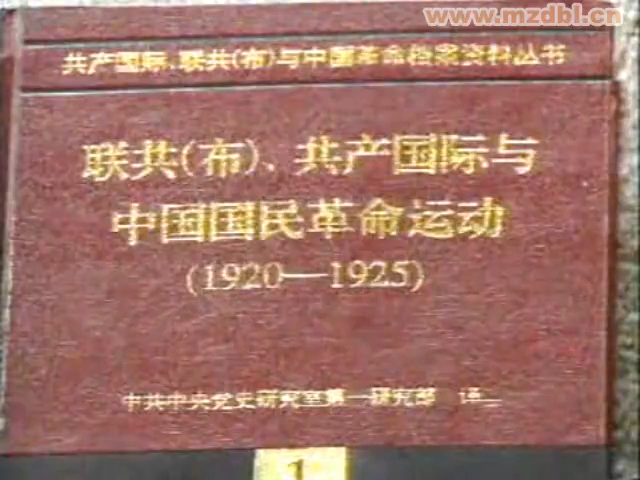 www.mzdbl.cn
共产国际、联共(布)与中国革命档案资料丛书
联共(布)、共产国际与
中国国民革命运动
(1920—1925)
中共中央党史研究室第一研究部 译
1